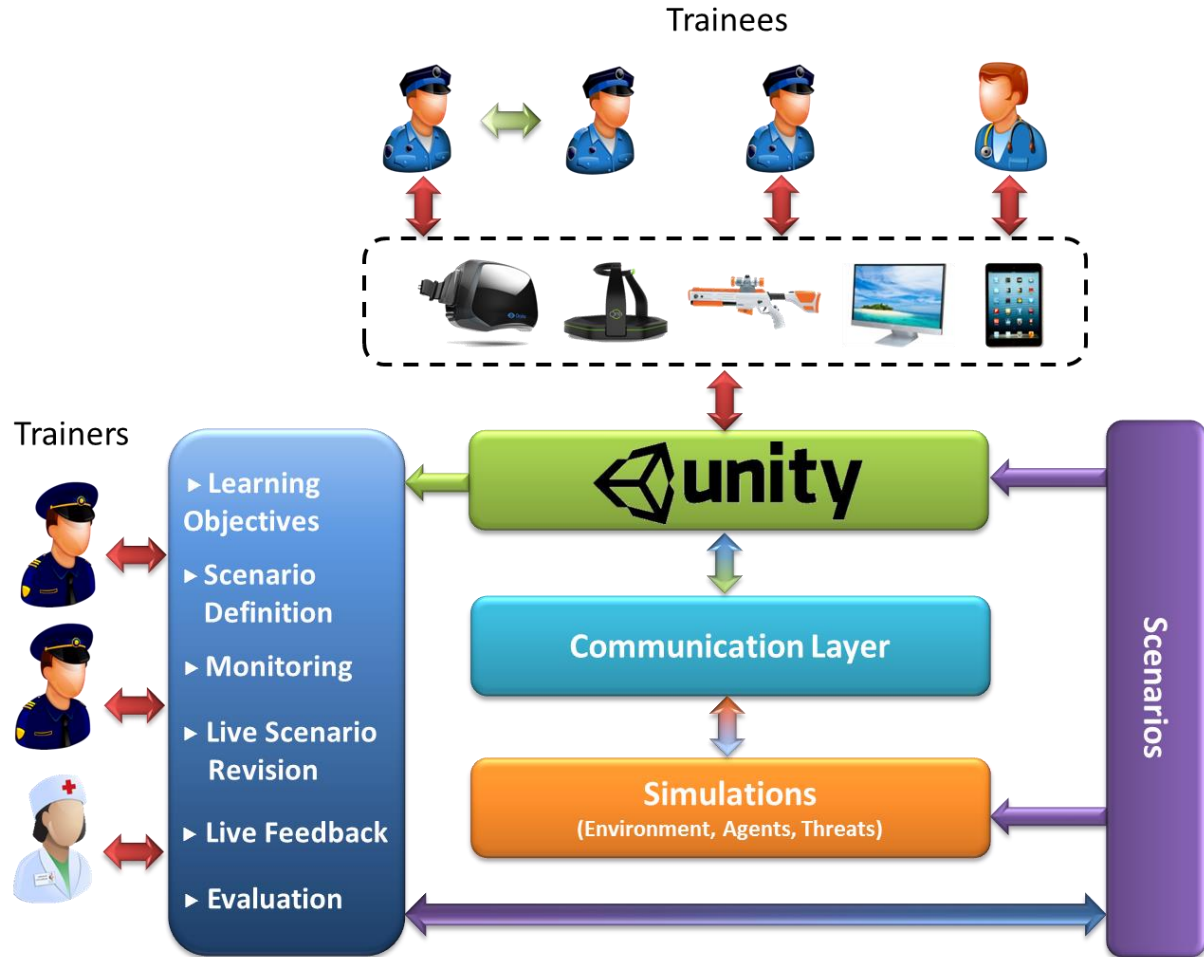 Trainees
Trainers
► Learning
Objectives
► Scenario
Definition
► Monitoring
► Live Scenario
Revision
► Live Feedback
► Evaluation
unity
Communication Layer
Simulations
(Environment, Agents, Threats)
Scenarios